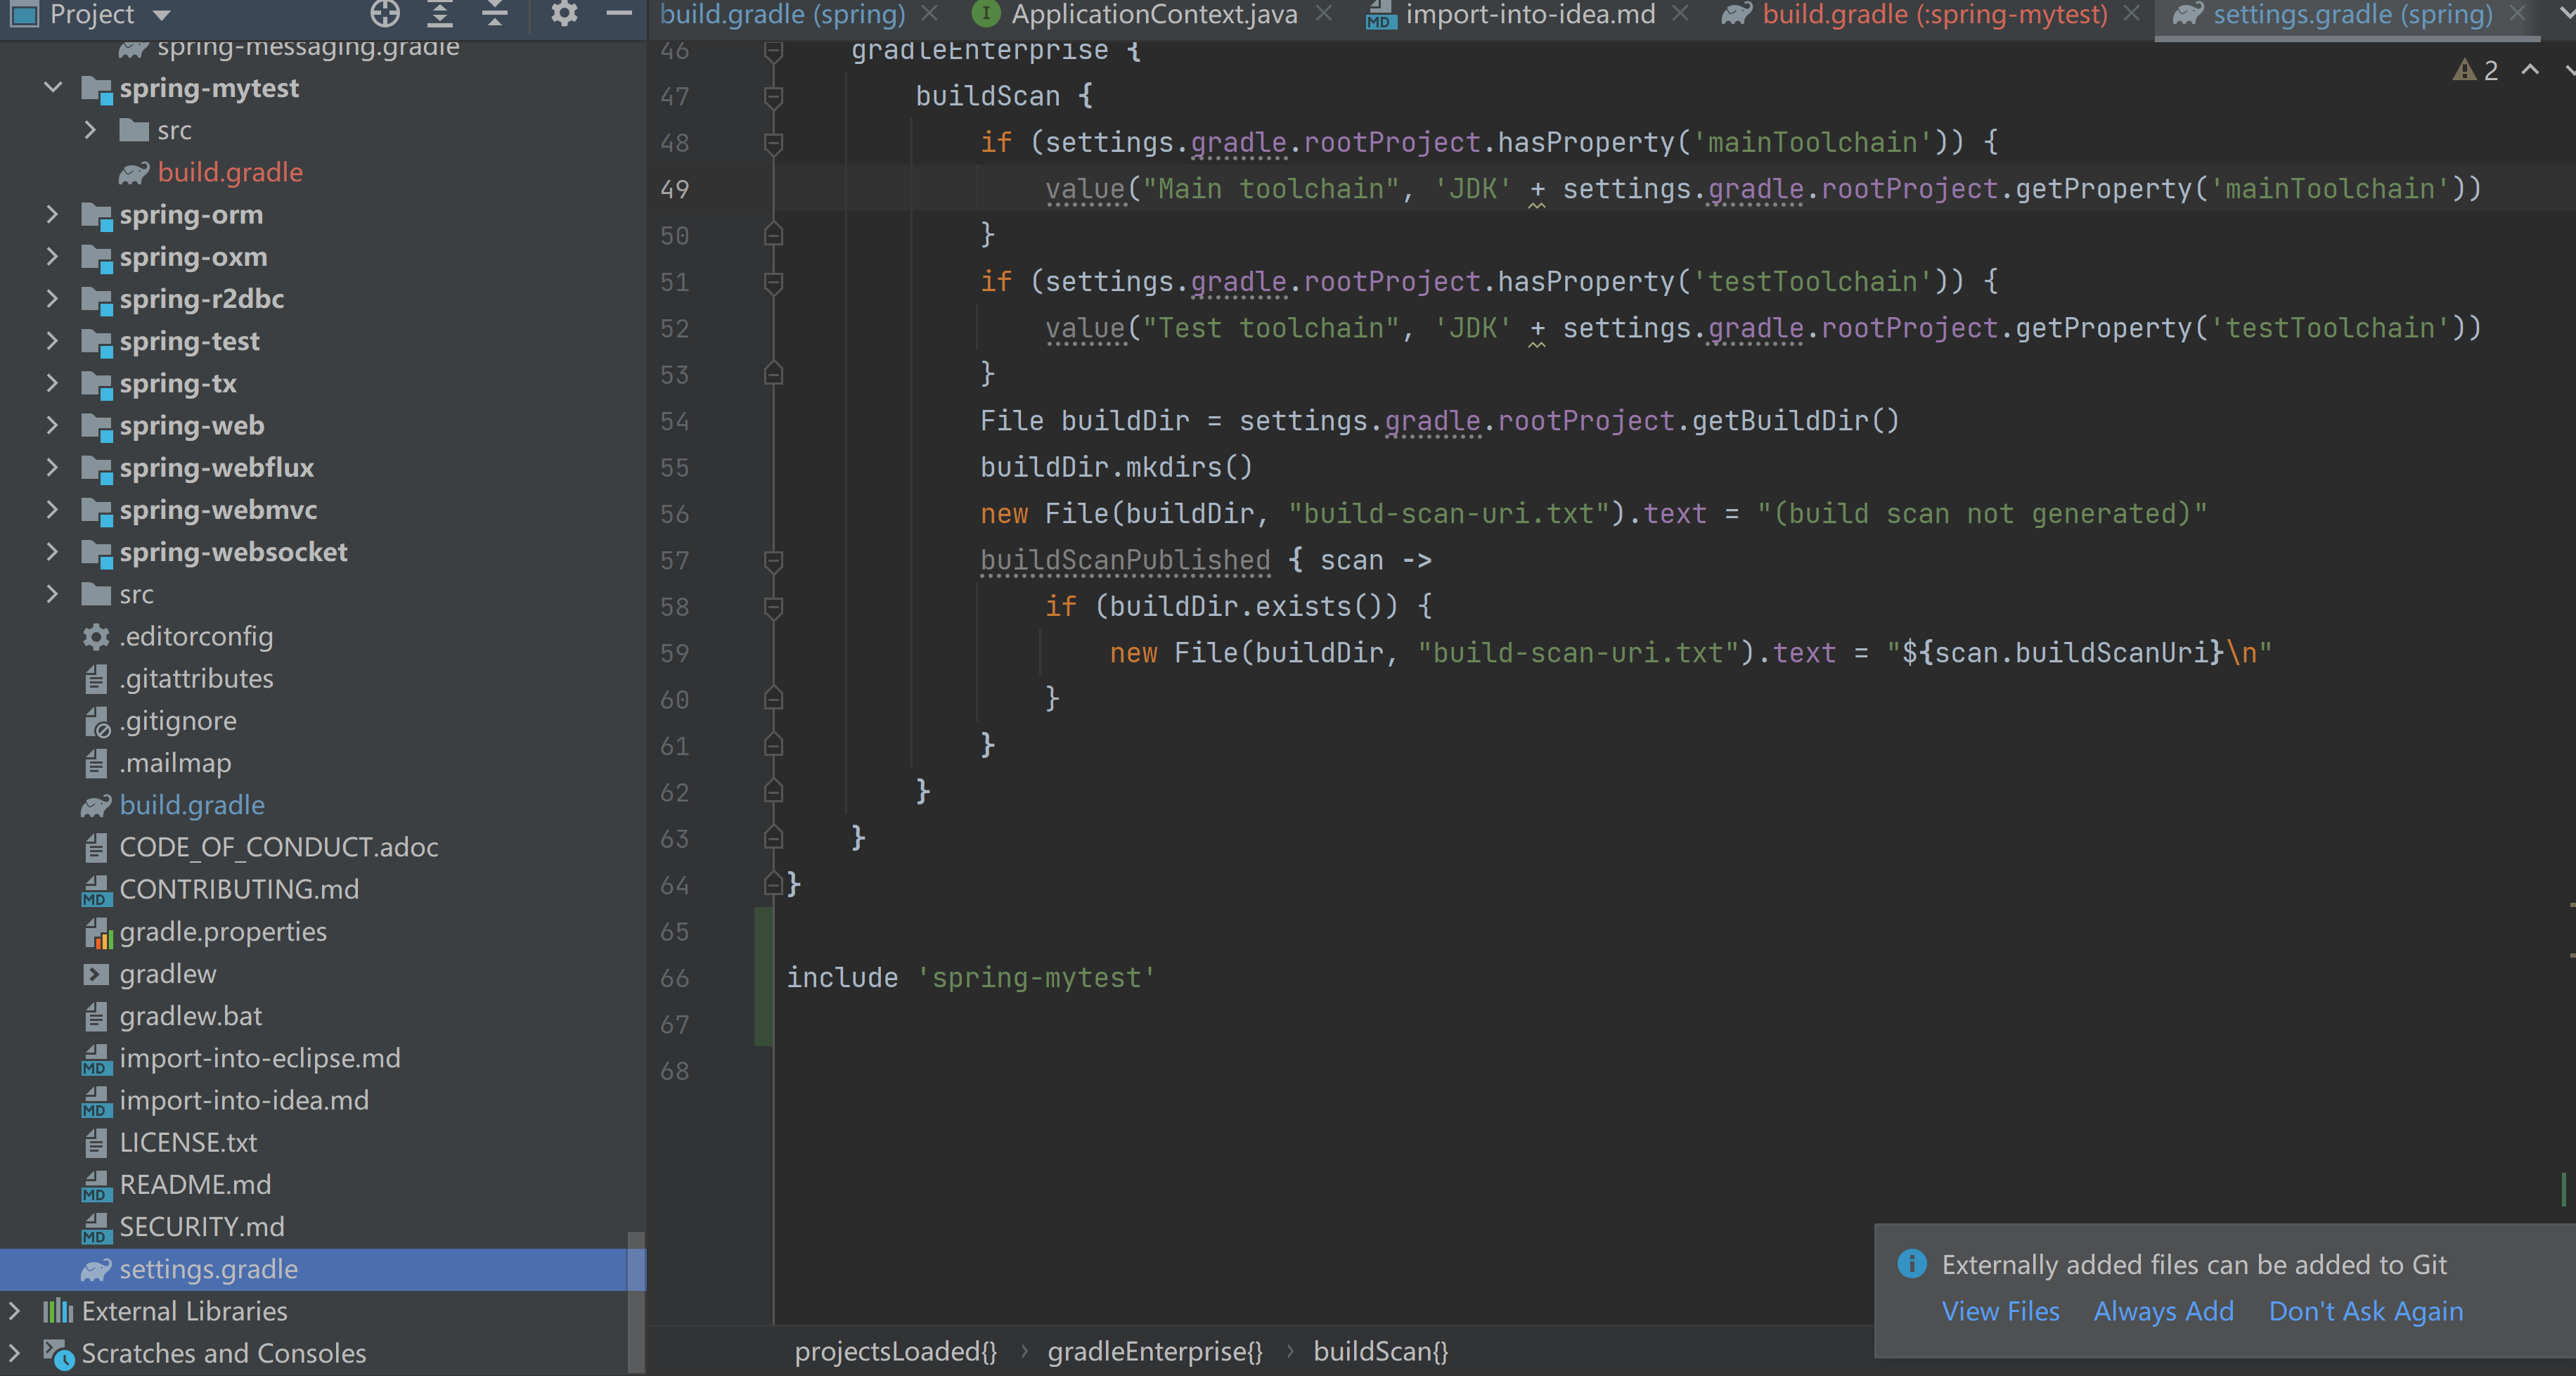 Project
build.gradle (spring)
ApplicationContext.java
import-into-idea.md
build.gradle (:spring-mytest)
settings.gradle (spring)
spring-messaging.gradle
spring-mytest
src
build.gradle
spring-orm
spring-oxm
spring-r2dbc
spring-test
spring-tx
spring-web
spring-webflux
spring-webmvc
spring-websocket
src
.editorconfig
.gitattributes
.gitignore
.mailmap
build.gradle
CODE_OF_CONDUCT.adoc
MD CONTRIBUTING.md
gradle.properties
gradlew
gradlew.bat
MD import-into-eclipse.md
MD import-into-idea.md
LICENSE.txt
MD README.md
MD SECURITY.md
settings.gradle
External Libraries
Scratches and Consoles
2
46 gradleEnterprise {
47 buildScan {
48 if (settings.gradle.rootProject.hasProperty('mainToolchain')) {
49 value("Main toolchain", 'JDK' + settings.gradle.rootProject.getProperty('mainToolchain'))
50 }
51 if (settings.gradle.rootProject.hasProperty('testToolchain')) {
52 value("Test toolchain", 'JDK' + settings.gradle.rootProject.getProperty('testToolchain'))
53 }
54 File buildDir = settings.gradle.rootProject.getBuildDir()
55 buildDir.mkdirs()
56 new File(buildDir, "build-scan-uri.txt").text = "(build scan not generated)"
57 buildScanPublished { scan ->
58 if (buildDir.exists()) {
59 new File(buildDir, "build-scan-uri.txt").text = "${scan.buildScanUri}\n"
60 }
61 }
62 }
63 }
64 }
65
66 include 'spring-mytest'
67
68
Externally added files can be added to Git
View Files Always Add Don't Ask Again
projectsLoaded{} › gradleEnterprise{} › buildScan{}